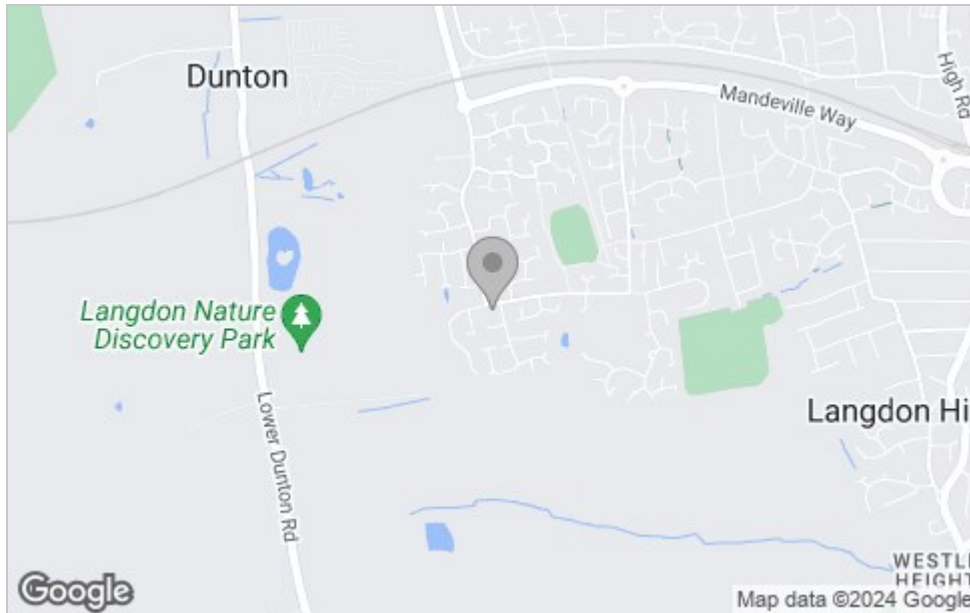 Dunton
High Rd
Mandeville Way
Langdon Nature
Discovery Park
Lower Dunton Rd
Langdon Hi
WESTL
HEIGHT
Google
Map data ©2024 Google